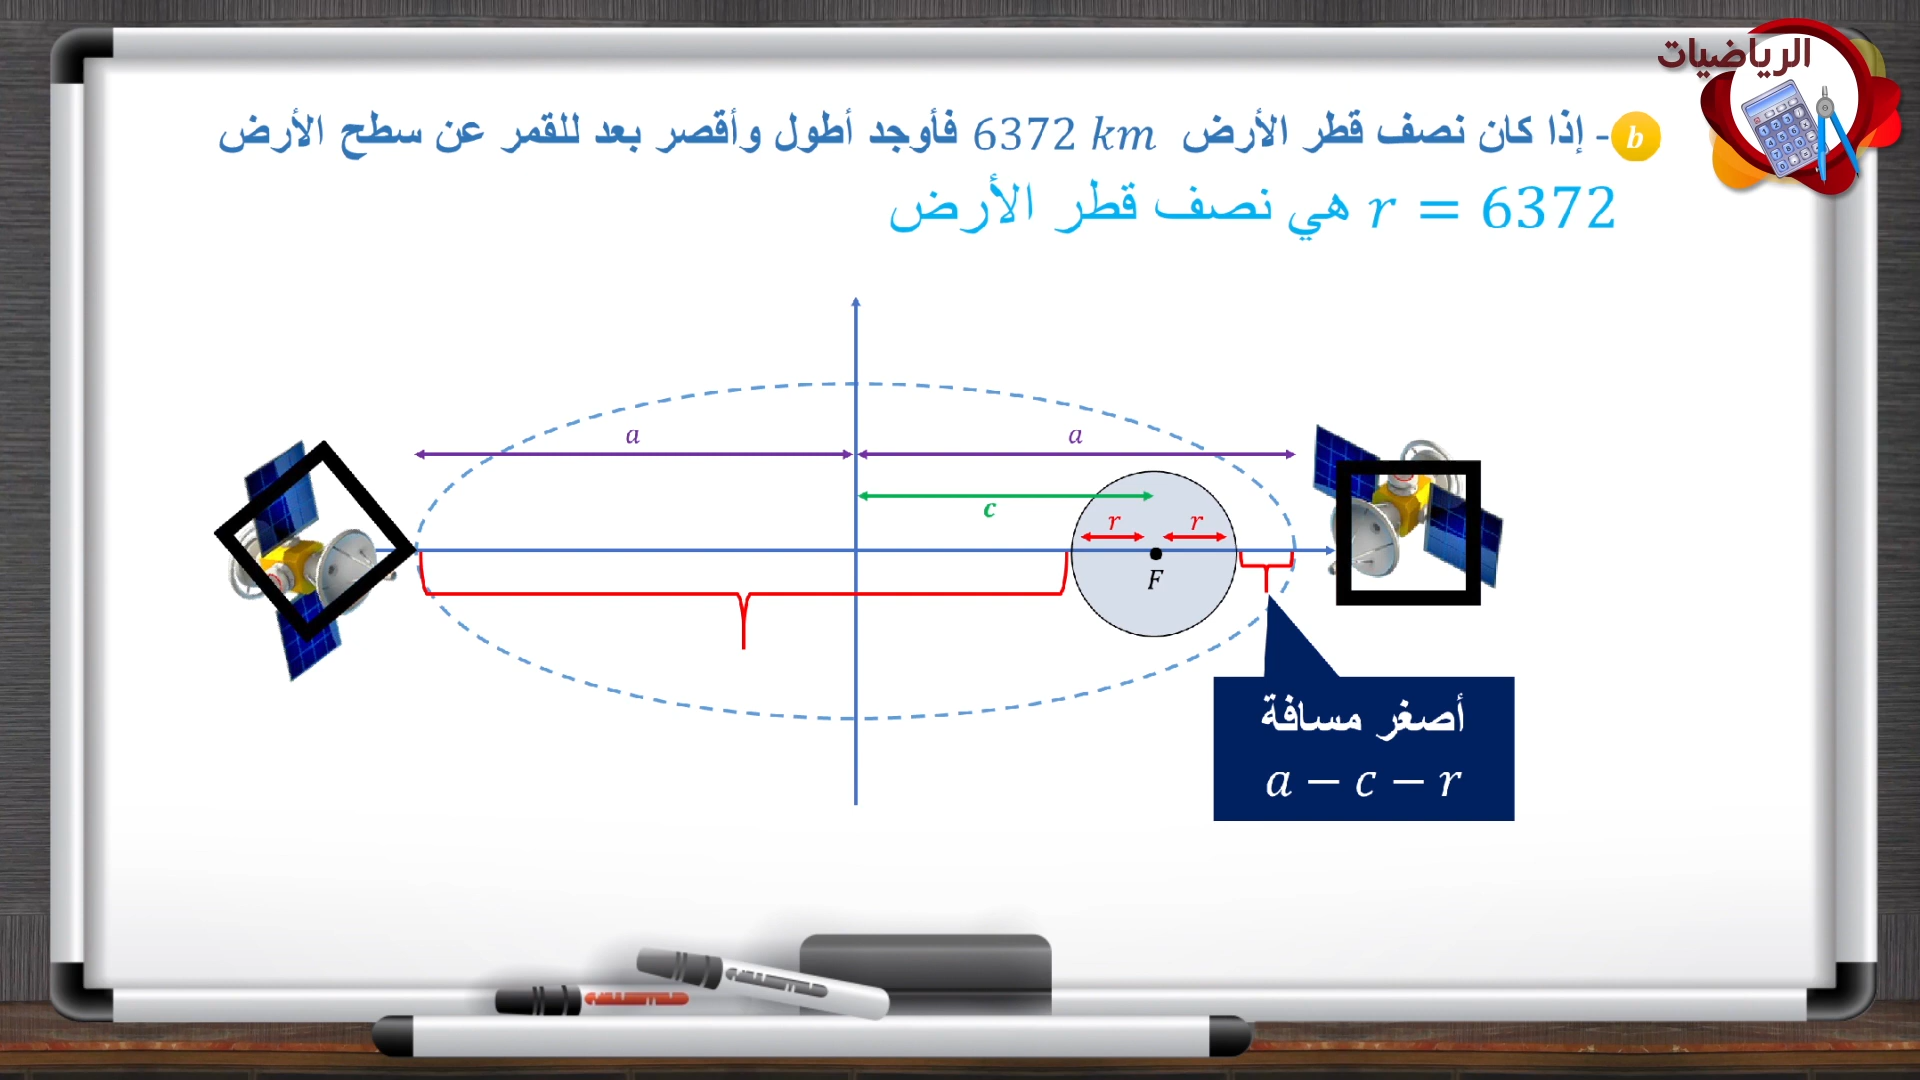 الرياضيات
b - إذا كان نصف قطر الأرض 6372 km فأوجد أطول وأقصر بعد للقمر عن سطح الأرض
r = 6372 هي نصف قطر الأرض
a
a
c
r
r
F
أصغر مسافة
a − c − r